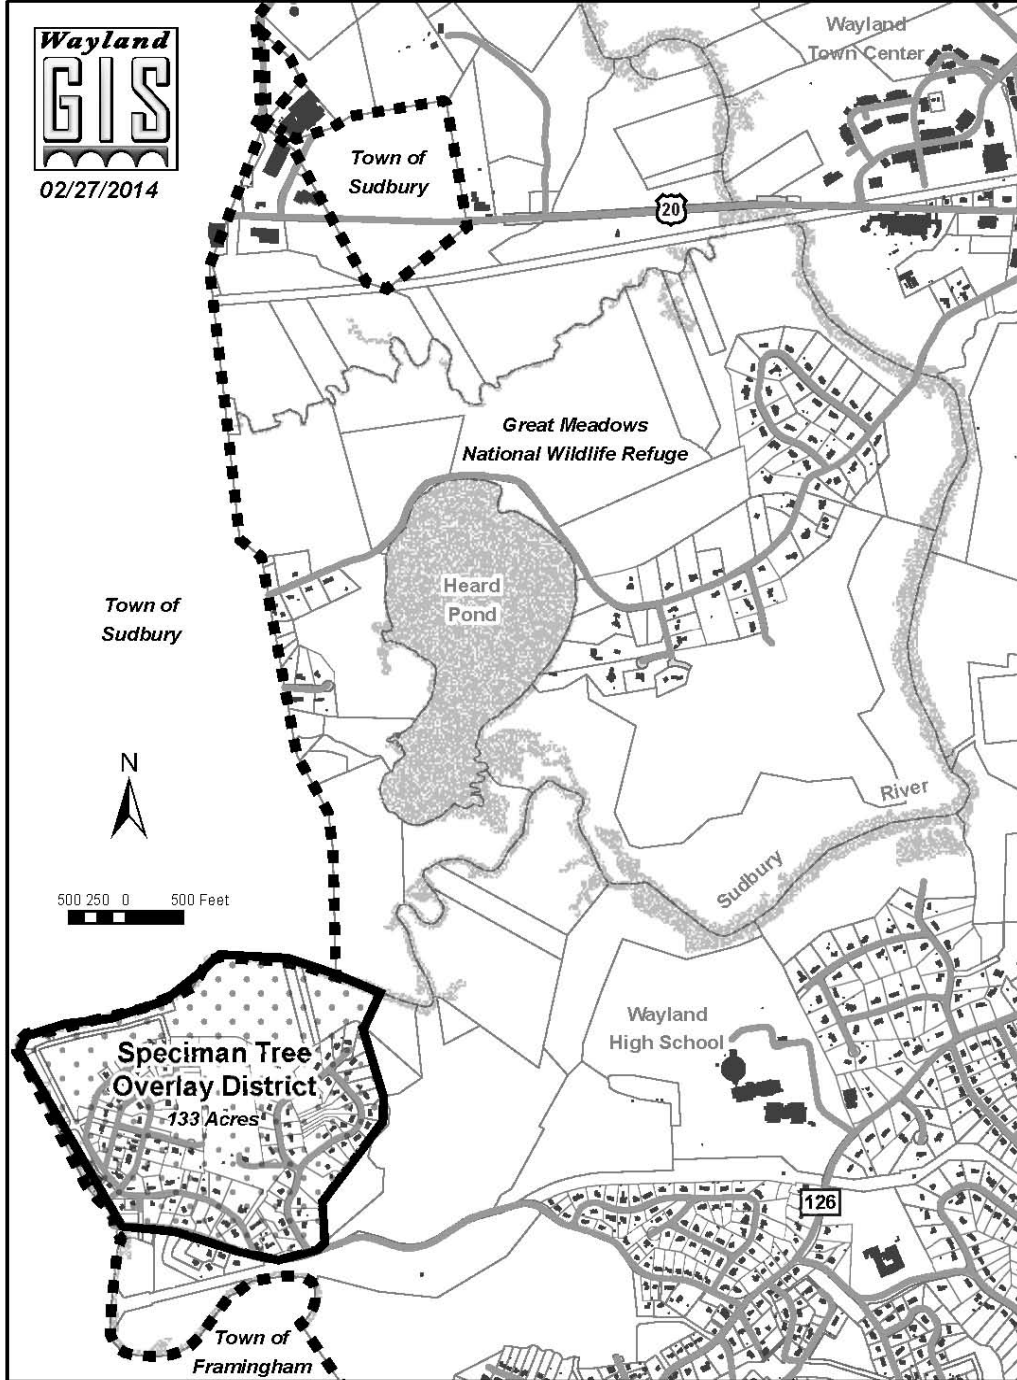 Wayland
GIS
02/27/2014
Wayland
Town Center
Town of
Sudbury
20
Great Meadows
National Wildlife Refuge
Heard
Pond
Town of
Sudbury
N
River
Sudbury
500 250 0 500 Feet
Wayland
High School
Speciman Tree
Overlay District
133 Acres
126
Town of
Framingham